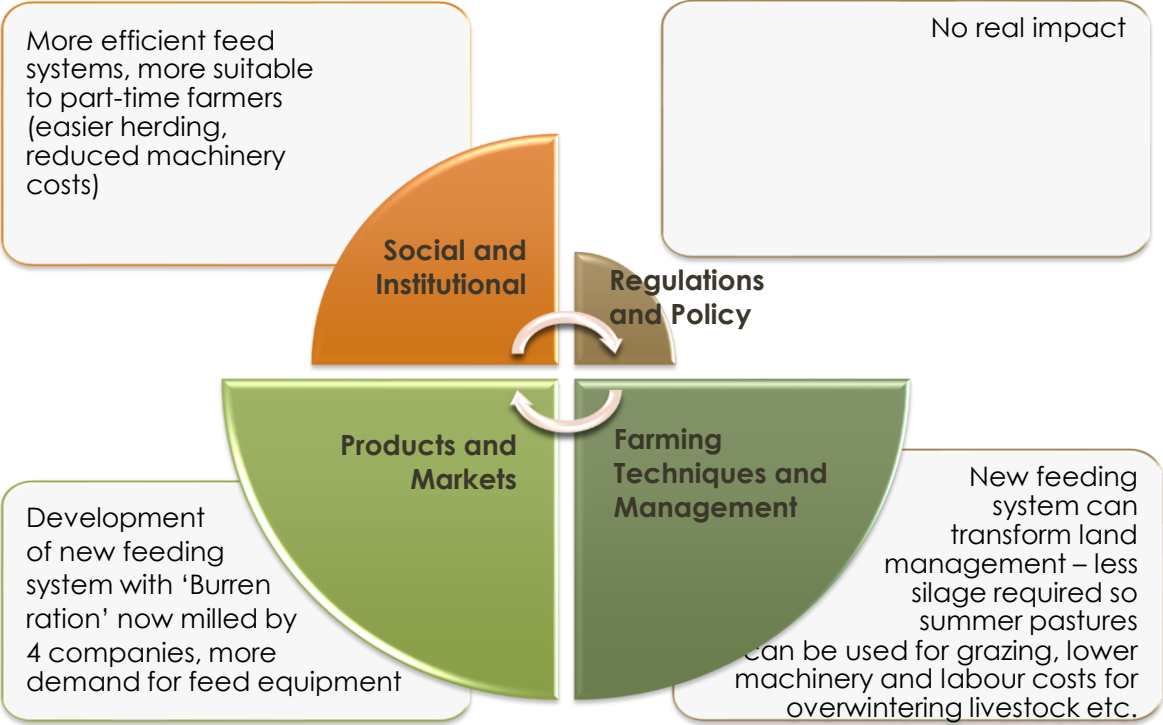 More efficient feed
systems, more suitable
to part-time farmers
(easier herding,
reduced machinery
costs)
No real impact
Social and
Institutional
Regulations
and Policy
Products and
Markets
Farming
Techniques and
Management
Development
of new feeding
system with ‘Burren
ration’ now milled by
4 companies, more
demand for feed equipment
New feeding
system can
transform land
management – less
silage required so
summer pastures
can be used for grazing, lower
machinery and labour costs for
overwintering livestock etc.